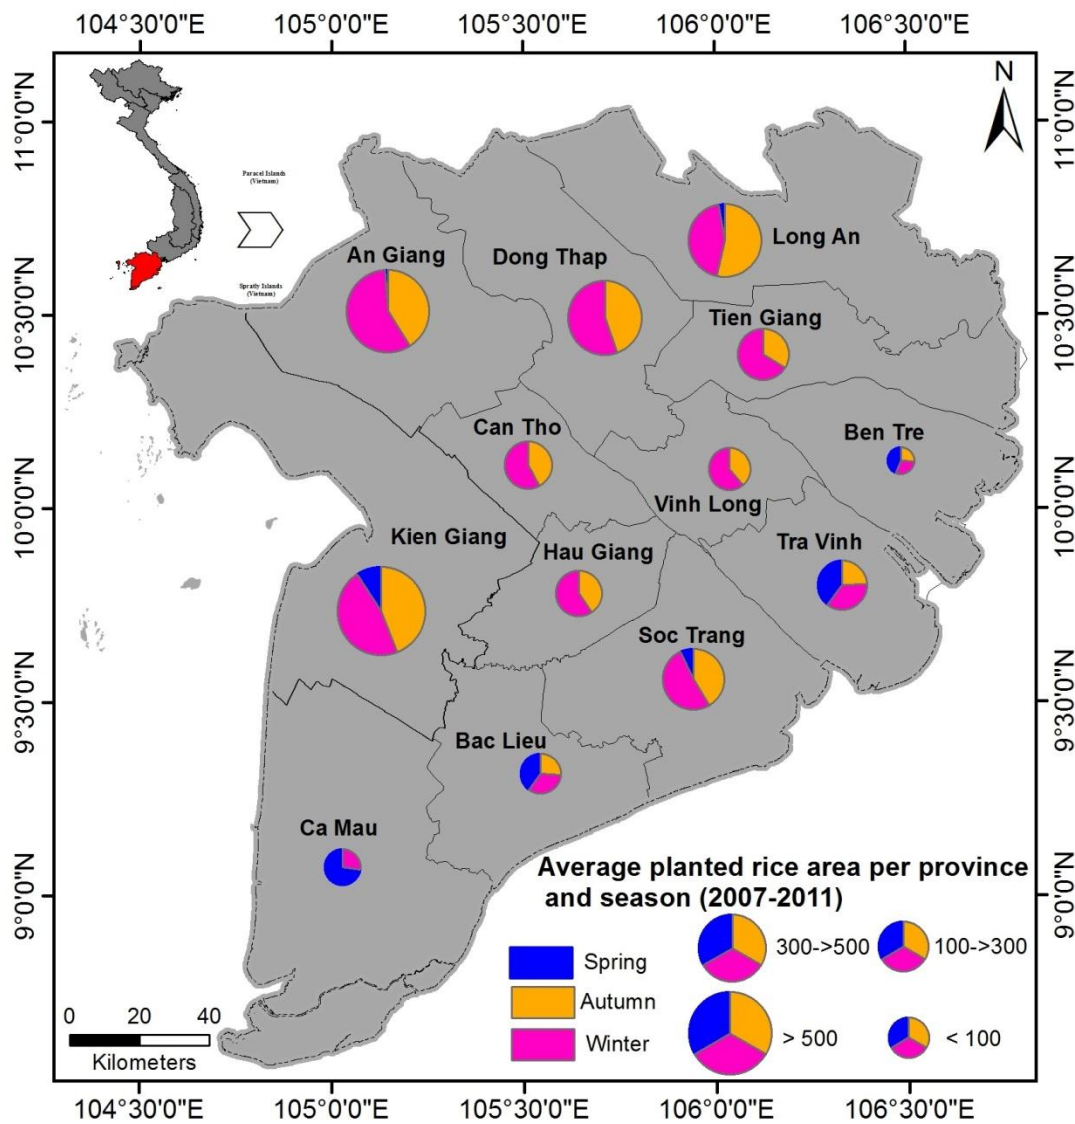 104°30'0"E 105°0'0"E 105°30'0"E 106°0'0"E 106°30'0"E
11°0'0"N
10°30'0"N
10°0'0"N
9°30'0"N
9°0'0"N
N
11°0'0"N
10°30'0"N
10°0'0"N
9°30'0"N
9°0'0"N
Paracel Islands
(Vietnam)
Spratly Islands
(Vietnam)
Long An
An Giang
Dong Thap
Tien Giang
Can Tho
Ben Tre
Vinh Long
Kien Giang
Hau Giang
Tra Vinh
Soc Trang
Bac Lieu
Ca Mau
Average planted rice area per province
and season (2007-2011)
Spring
Autumn
Winter
300->500
100->300
> 500
< 100
0 20 40
Kilometers
104°30'0"E 105°0'0"E 105°30'0"E 106°0'0"E 106°30'0"E